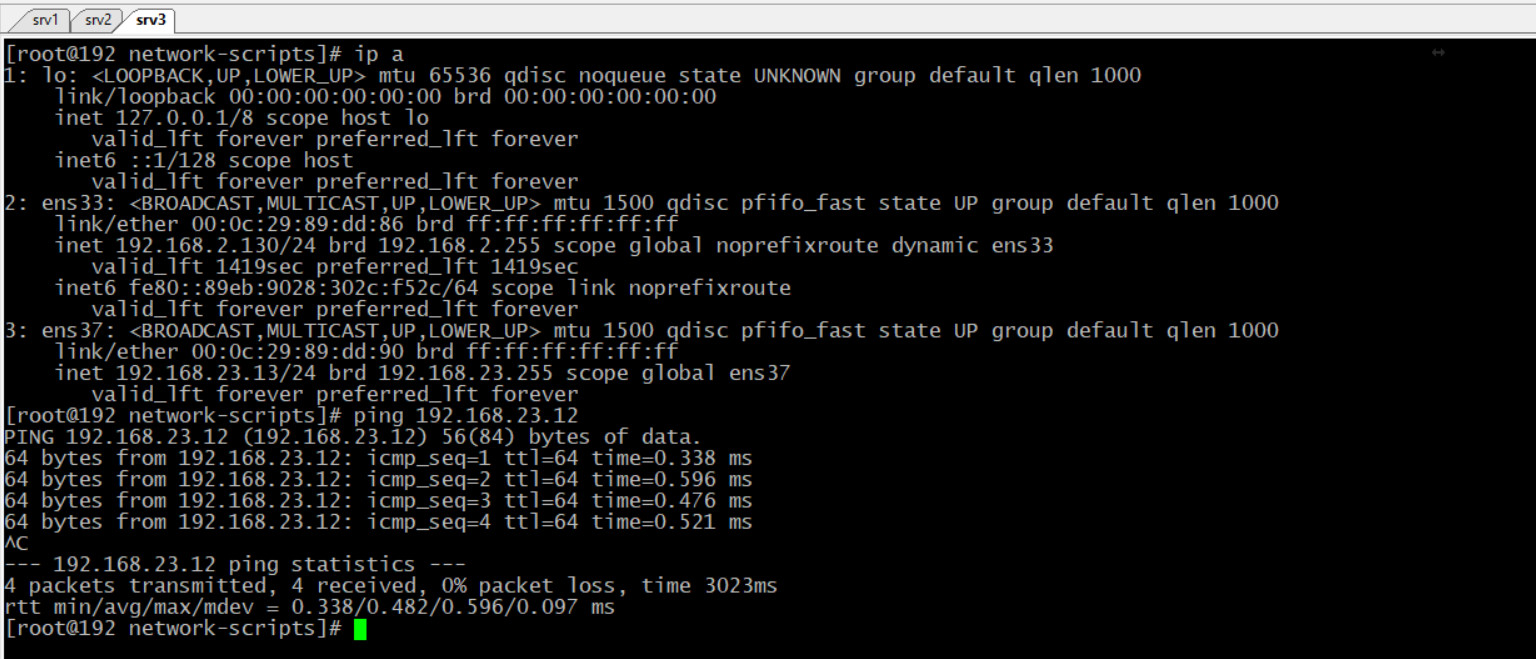 srv1 srv2 srv3
[root@192 network-scripts]# ip a
1: lo: <LOOPBACK,UP,LOWER_UP> mtu 65536 qdisc noqueue state UNKNOWN group default qlen 1000
    link/loopback 00:00:00:00:00:00 brd 00:00:00:00:00:00
    inet 127.0.0.1/8 scope host lo
       valid_lft forever preferred_lft forever
    inet6 ::1/128 scope host
       valid_lft forever preferred_lft forever
2: ens33: <BROADCAST,MULTICAST,UP,LOWER_UP> mtu 1500 qdisc pfifo_fast state UP group default qlen 1000
    link/ether 00:0c:29:89:dd:86 brd ff:ff:ff:ff:ff:ff
    inet 192.168.2.130/24 brd 192.168.2.255 scope global noprefixroute dynamic ens33
       valid_lft 1419sec preferred_lft 1419sec
    inet6 fe80::89eb:9028:302c:f52c/64 scope link noprefixroute
       valid_lft forever preferred_lft forever
3: ens37: <BROADCAST,MULTICAST,UP,LOWER_UP> mtu 1500 qdisc pfifo_fast state UP group default qlen 1000
    link/ether 00:0c:29:89:dd:90 brd ff:ff:ff:ff:ff:ff
    inet 192.168.23.13/24 brd 192.168.23.255 scope global ens37
       valid_lft forever preferred_lft forever
[root@192 network-scripts]# ping 192.168.23.12
PING 192.168.23.12 (192.168.23.12) 56(84) bytes of data.
64 bytes from 192.168.23.12: icmp_seq=1 ttl=64 time=0.338 ms
64 bytes from 192.168.23.12: icmp_seq=2 ttl=64 time=0.596 ms
64 bytes from 192.168.23.12: icmp_seq=3 ttl=64 time=0.476 ms
64 bytes from 192.168.23.12: icmp_seq=4 ttl=64 time=0.521 ms
^C
--- 192.168.23.12 ping statistics ---
4 packets transmitted, 4 received, 0% packet loss, time 3023ms
rtt min/avg/max/mdev = 0.338/0.482/0.596/0.097 ms
[root@192 network-scripts]#